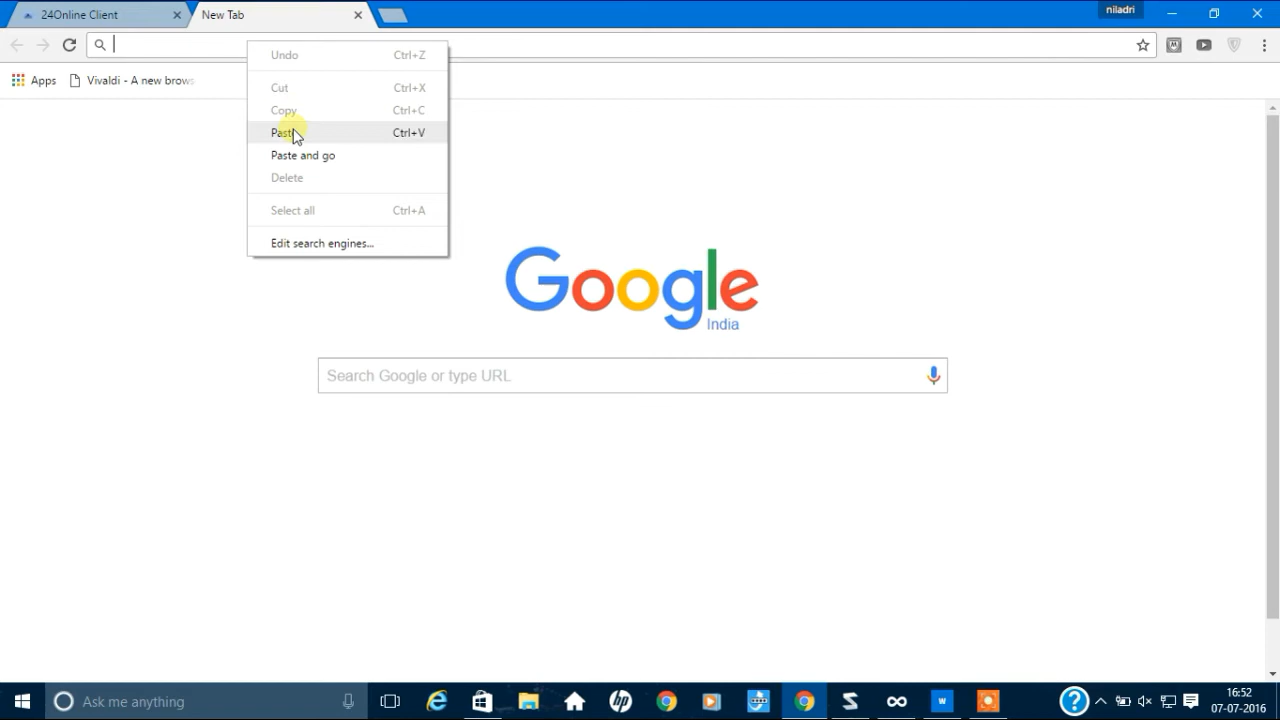 24Online Client
New Tab
niladri
Apps
Vivaldi - A new brows
Undo Ctrl+Z
Cut Ctrl+X
Copy Ctrl+C
Paste Ctrl+V
Paste and go
Delete
Select all Ctrl+A
Edit search engines...
Google
India
Search Google or type URL
Ask me anything
16:52
07-07-2016